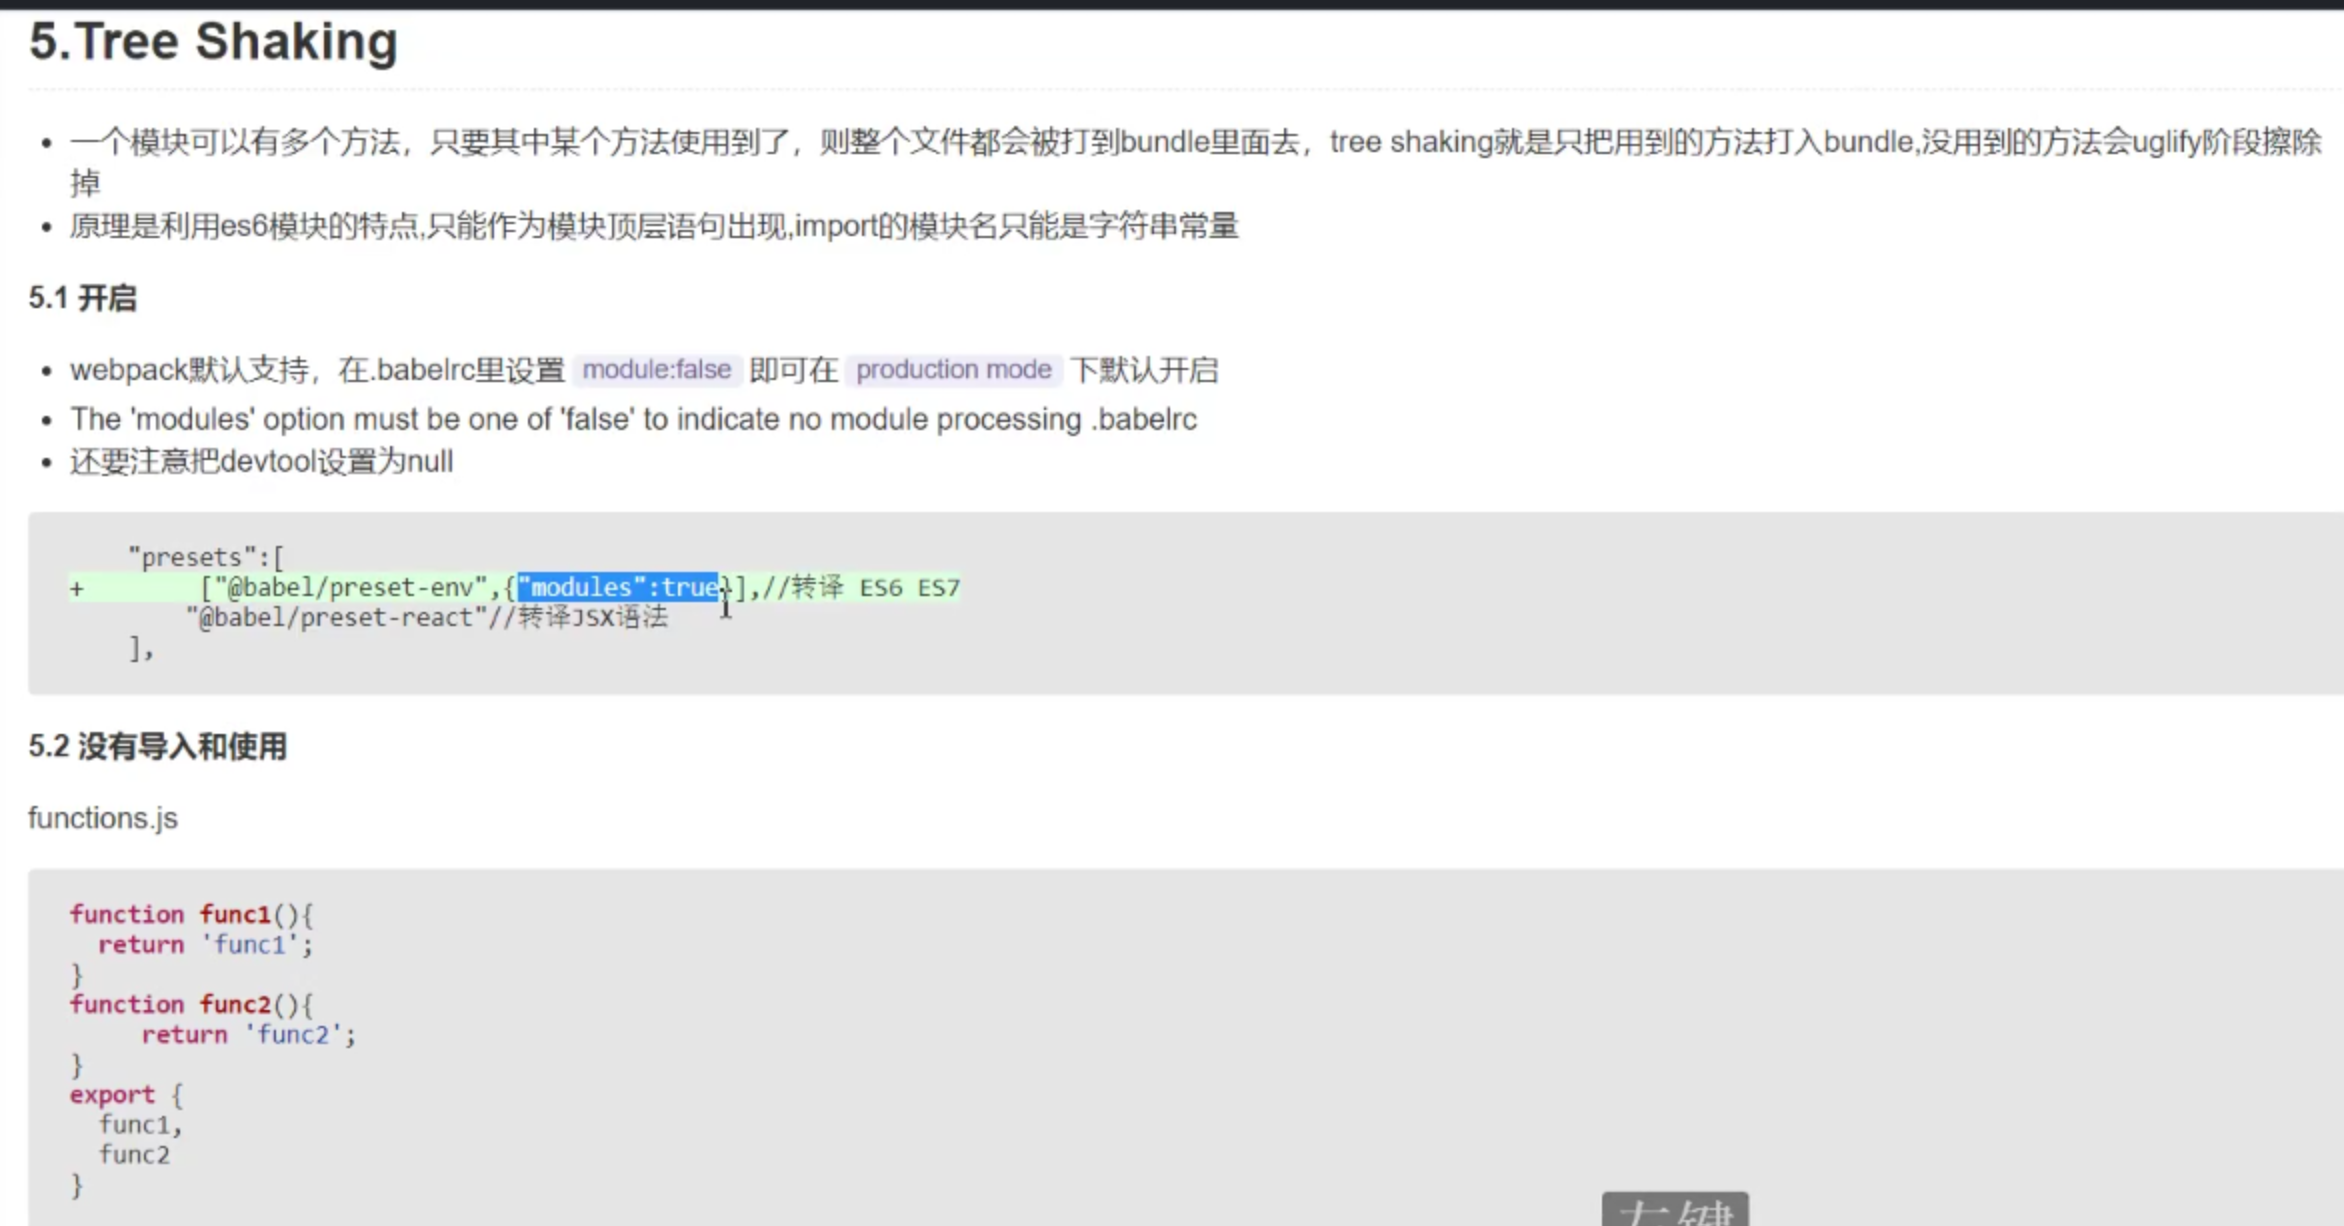 5.Tree Shaking
• 一个模块可以有多个方法，只要其中某个方法使用到了，则整个文件都会被打到bundle里面去，tree shaking就是只把用到的方法打入bundle,没用到的方法会uglify阶段擦除
掉
• 原理是利用es6模块的特点,只能作为模块顶层语句出现,import的模块名只能是字符串常量
5.1 开启
• webpack默认支持，在.babelrc里设置 module:false 即可在 production mode 下默认开启
• The 'modules' option must be one of 'false' to indicate no module processing .babelrc
• 还要注意把devtool设置为null
"presets":[
+ ["@babel/preset-env",{"modules":true}],//转译 ES6 ES7
"@babel/preset-react"//转译JSX语法
],
5.2 没有导入和使用
functions.js
function func1(){
return 'func1';
}
function func2(){
return 'func2';
}
export {
func1,
func2
}